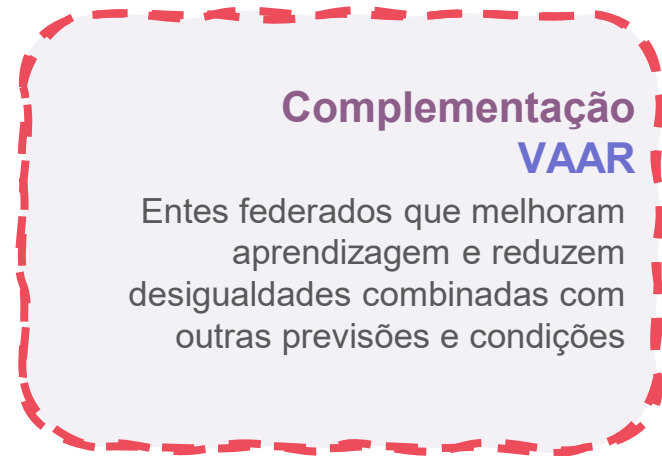 Complementação
VAAR
Entes federados que melhoram
aprendizagem e reduzem
desigualdades combinadas com
outras previsões e condições